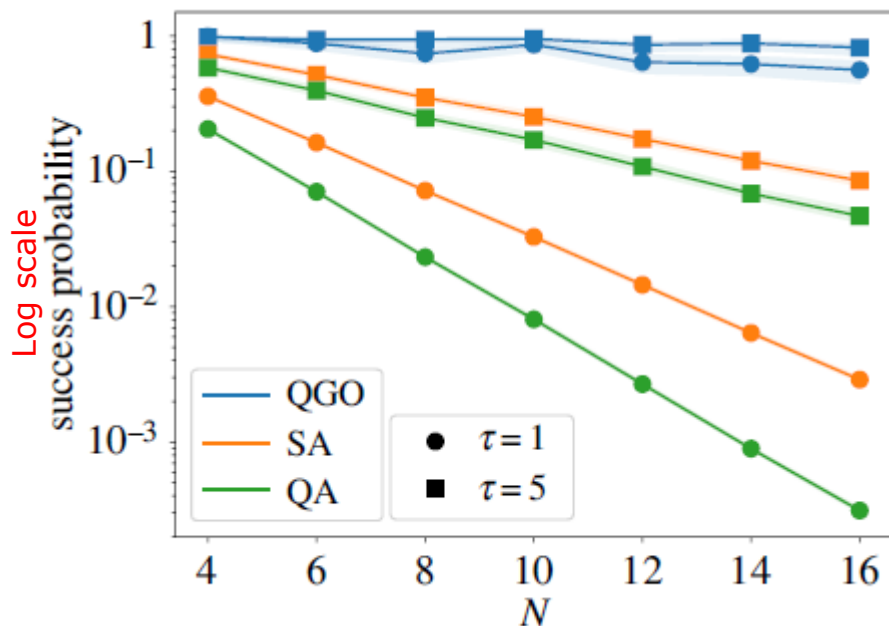 Log scale
success probability
1
10⁻¹
10⁻²
10⁻³
QGO
SA
QA
τ = 1
τ = 5
4 6 8 10 12 14 16
N